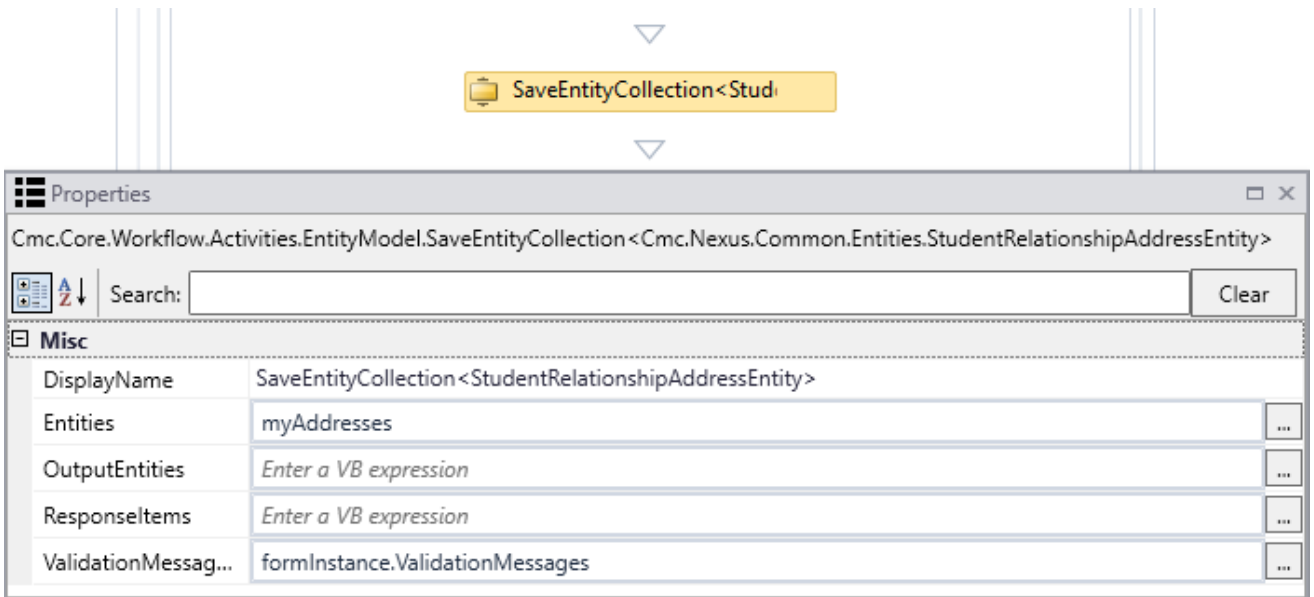 SaveEntityCollection<Stud
Properties
Cmc.Core.Workflow.Activities.EntityModel.SaveEntityCollection<Cmc.Nexus.Common.Entities.StudentRelationshipAddressEntity>
Search: Clear
Misc
DisplayName SaveEntityCollection<StudentRelationshipAddressEntity>
Entities myAddresses ...
OutputEntities Enter a VB expression ...
ResponseItems Enter a VB expression ...
ValidationMessag... formInstance.ValidationMessages ...